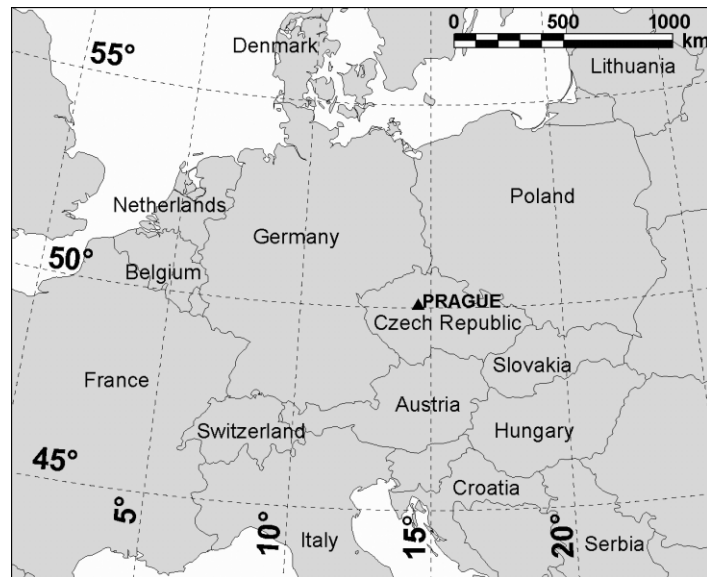 0 500 1000
km
Denmark
55°
Lithuania
Netherlands
Poland
Germany
50°
Belgium
PRAGUE
Czech Republic
Slovakia
France
Austria
Switzerland
Hungary
45°
Croatia
5°
10°
15°
20°
Italy
Serbia